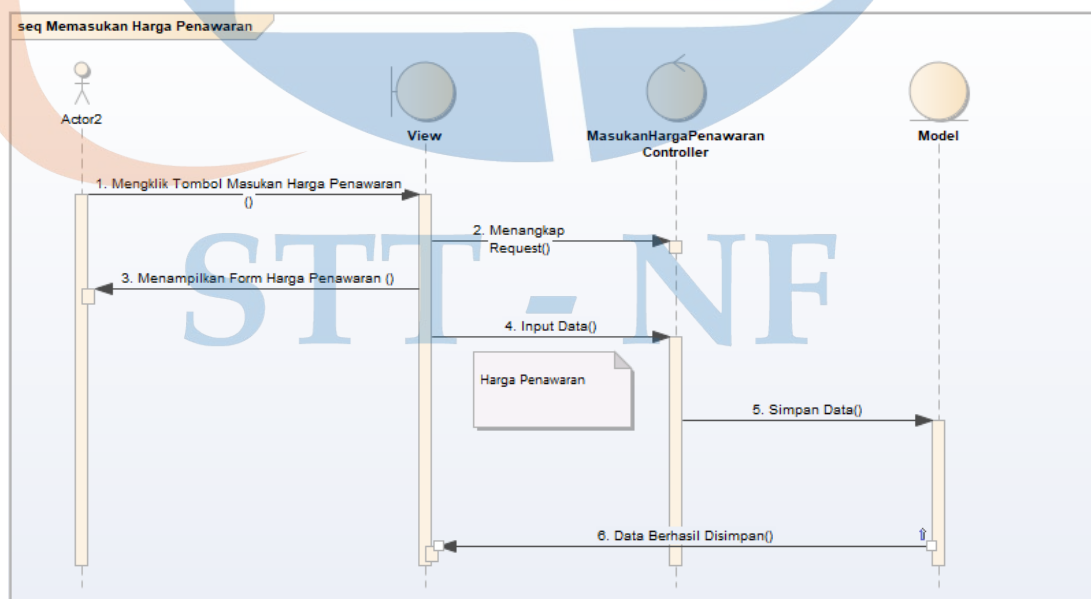 seq Memasukan Harga Penawaran
Actor2
View
MasukanHargaPenawaran
Controller
Model
1. Mengklik Tombol Masukan Harga Penawaran
()
2. Menangkap
Request()
3. Menampilkan Form Harga Penawaran ()
4. Input Data()
Harga Penawaran
5. Simpan Data()
6. Data Berhasil Disimpan()
STT - NF